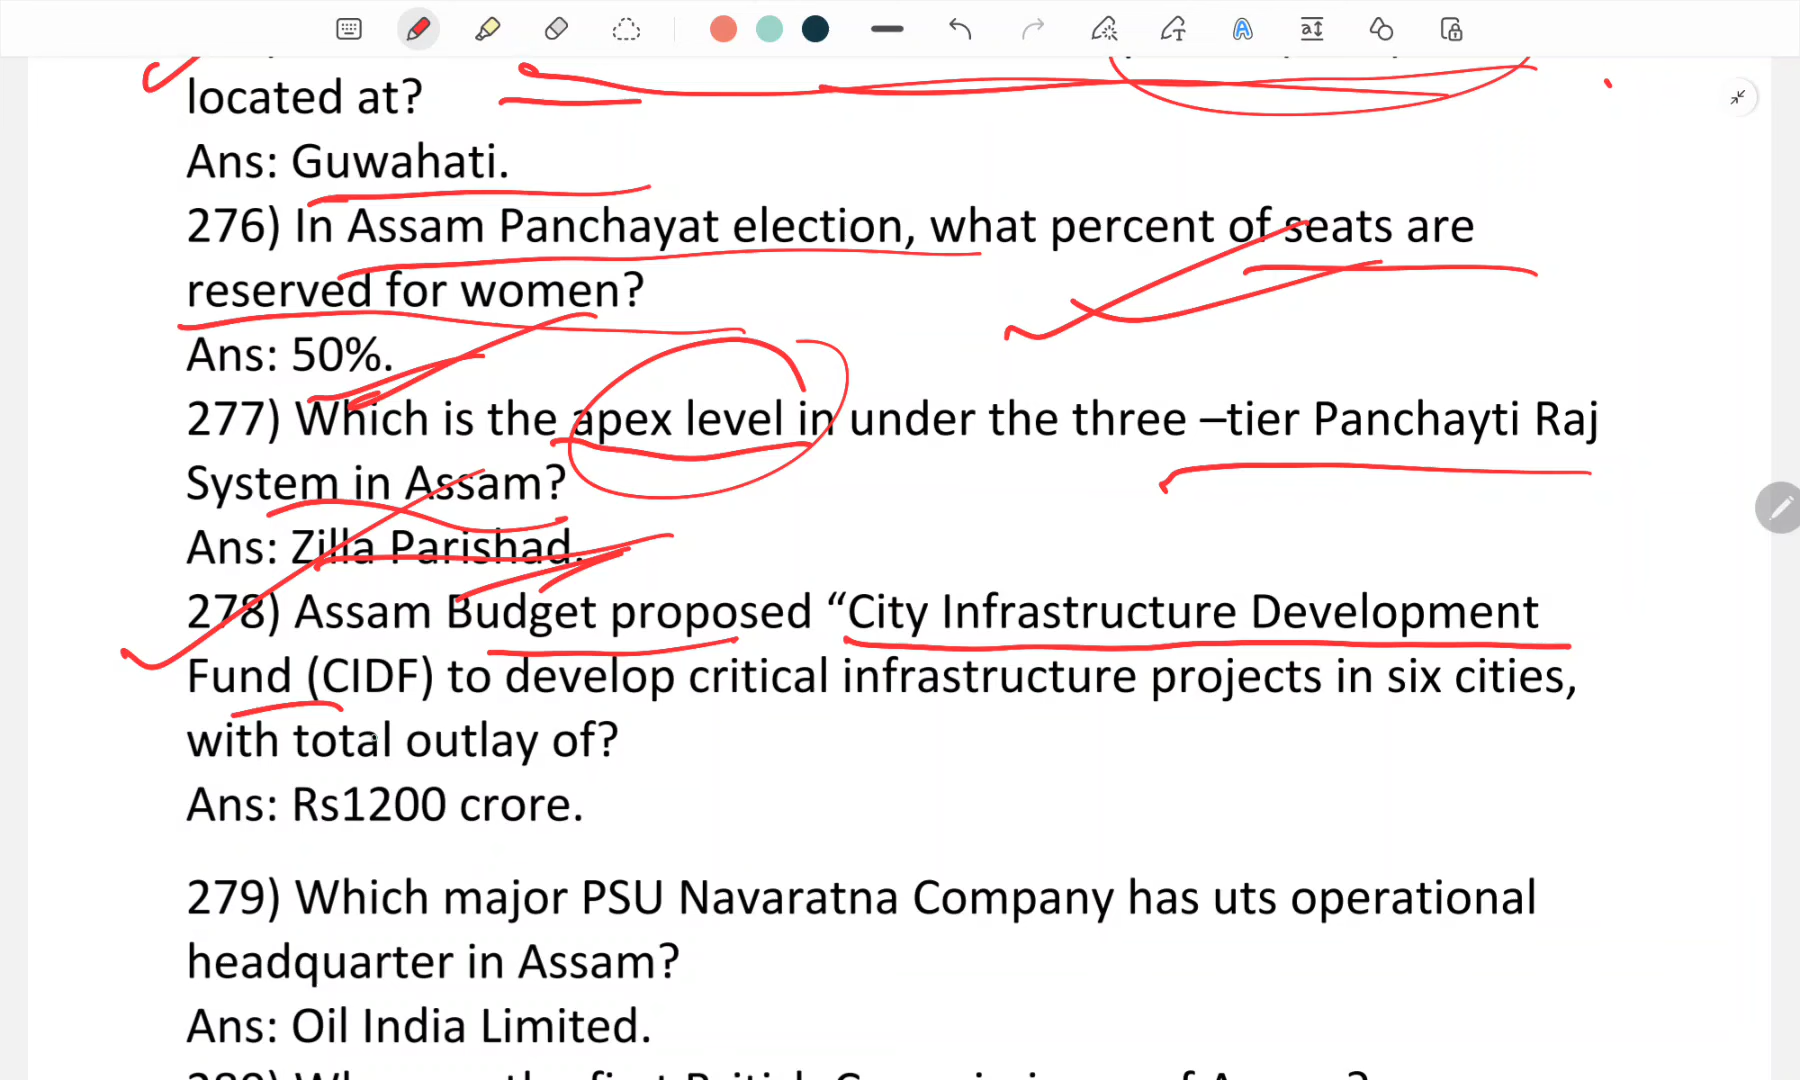 located at?
Ans: Guwahati.
276) In Assam Panchayat election, what percent of seats are
reserved for women?
Ans: 50%.
277) Which is the apex level in under the three –tier Panchayti Raj
System in Assam?
Ans: Zilla Parishad.
278) Assam Budget proposed “City Infrastructure Development
Fund (CIDF) to develop critical infrastructure projects in six cities,
with total outlay of?
Ans: Rs1200 crore.
279) Which major PSU Navaratna Company has uts operational
headquarter in Assam?
Ans: Oil India Limited.